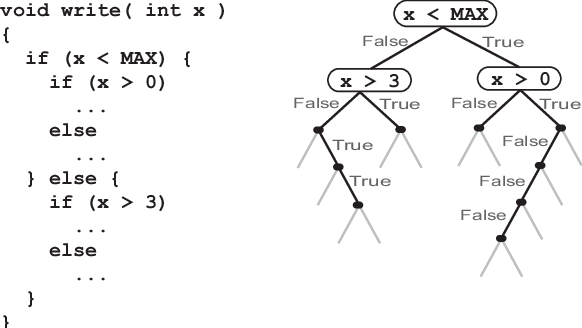 void write( int x )
{
if (x < MAX) {
if (x > 0)
...
else
...
} else {
if (x > 3)
...
else
...
}
}
x < MAX
False
True
x > 3
x > 0
False
True
False
True
True
False
True
False
False